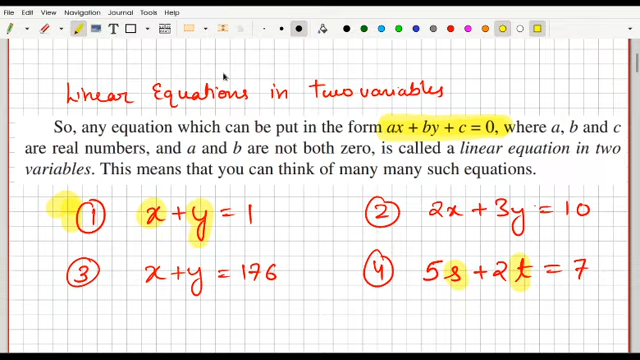 File Edit View Navigation Journal Tools Help
Linear Equations in two variables
So, any equation which can be put in the form ax + by + c = 0, where a, b and c
are real numbers, and a and b are not both zero, is called a linear equation in two
variables. This means that you can think of many many such equations.
① x + y = 1 ② 2x + 3y = 10
③ x + y = 176 ④ 5s + 2t = 7